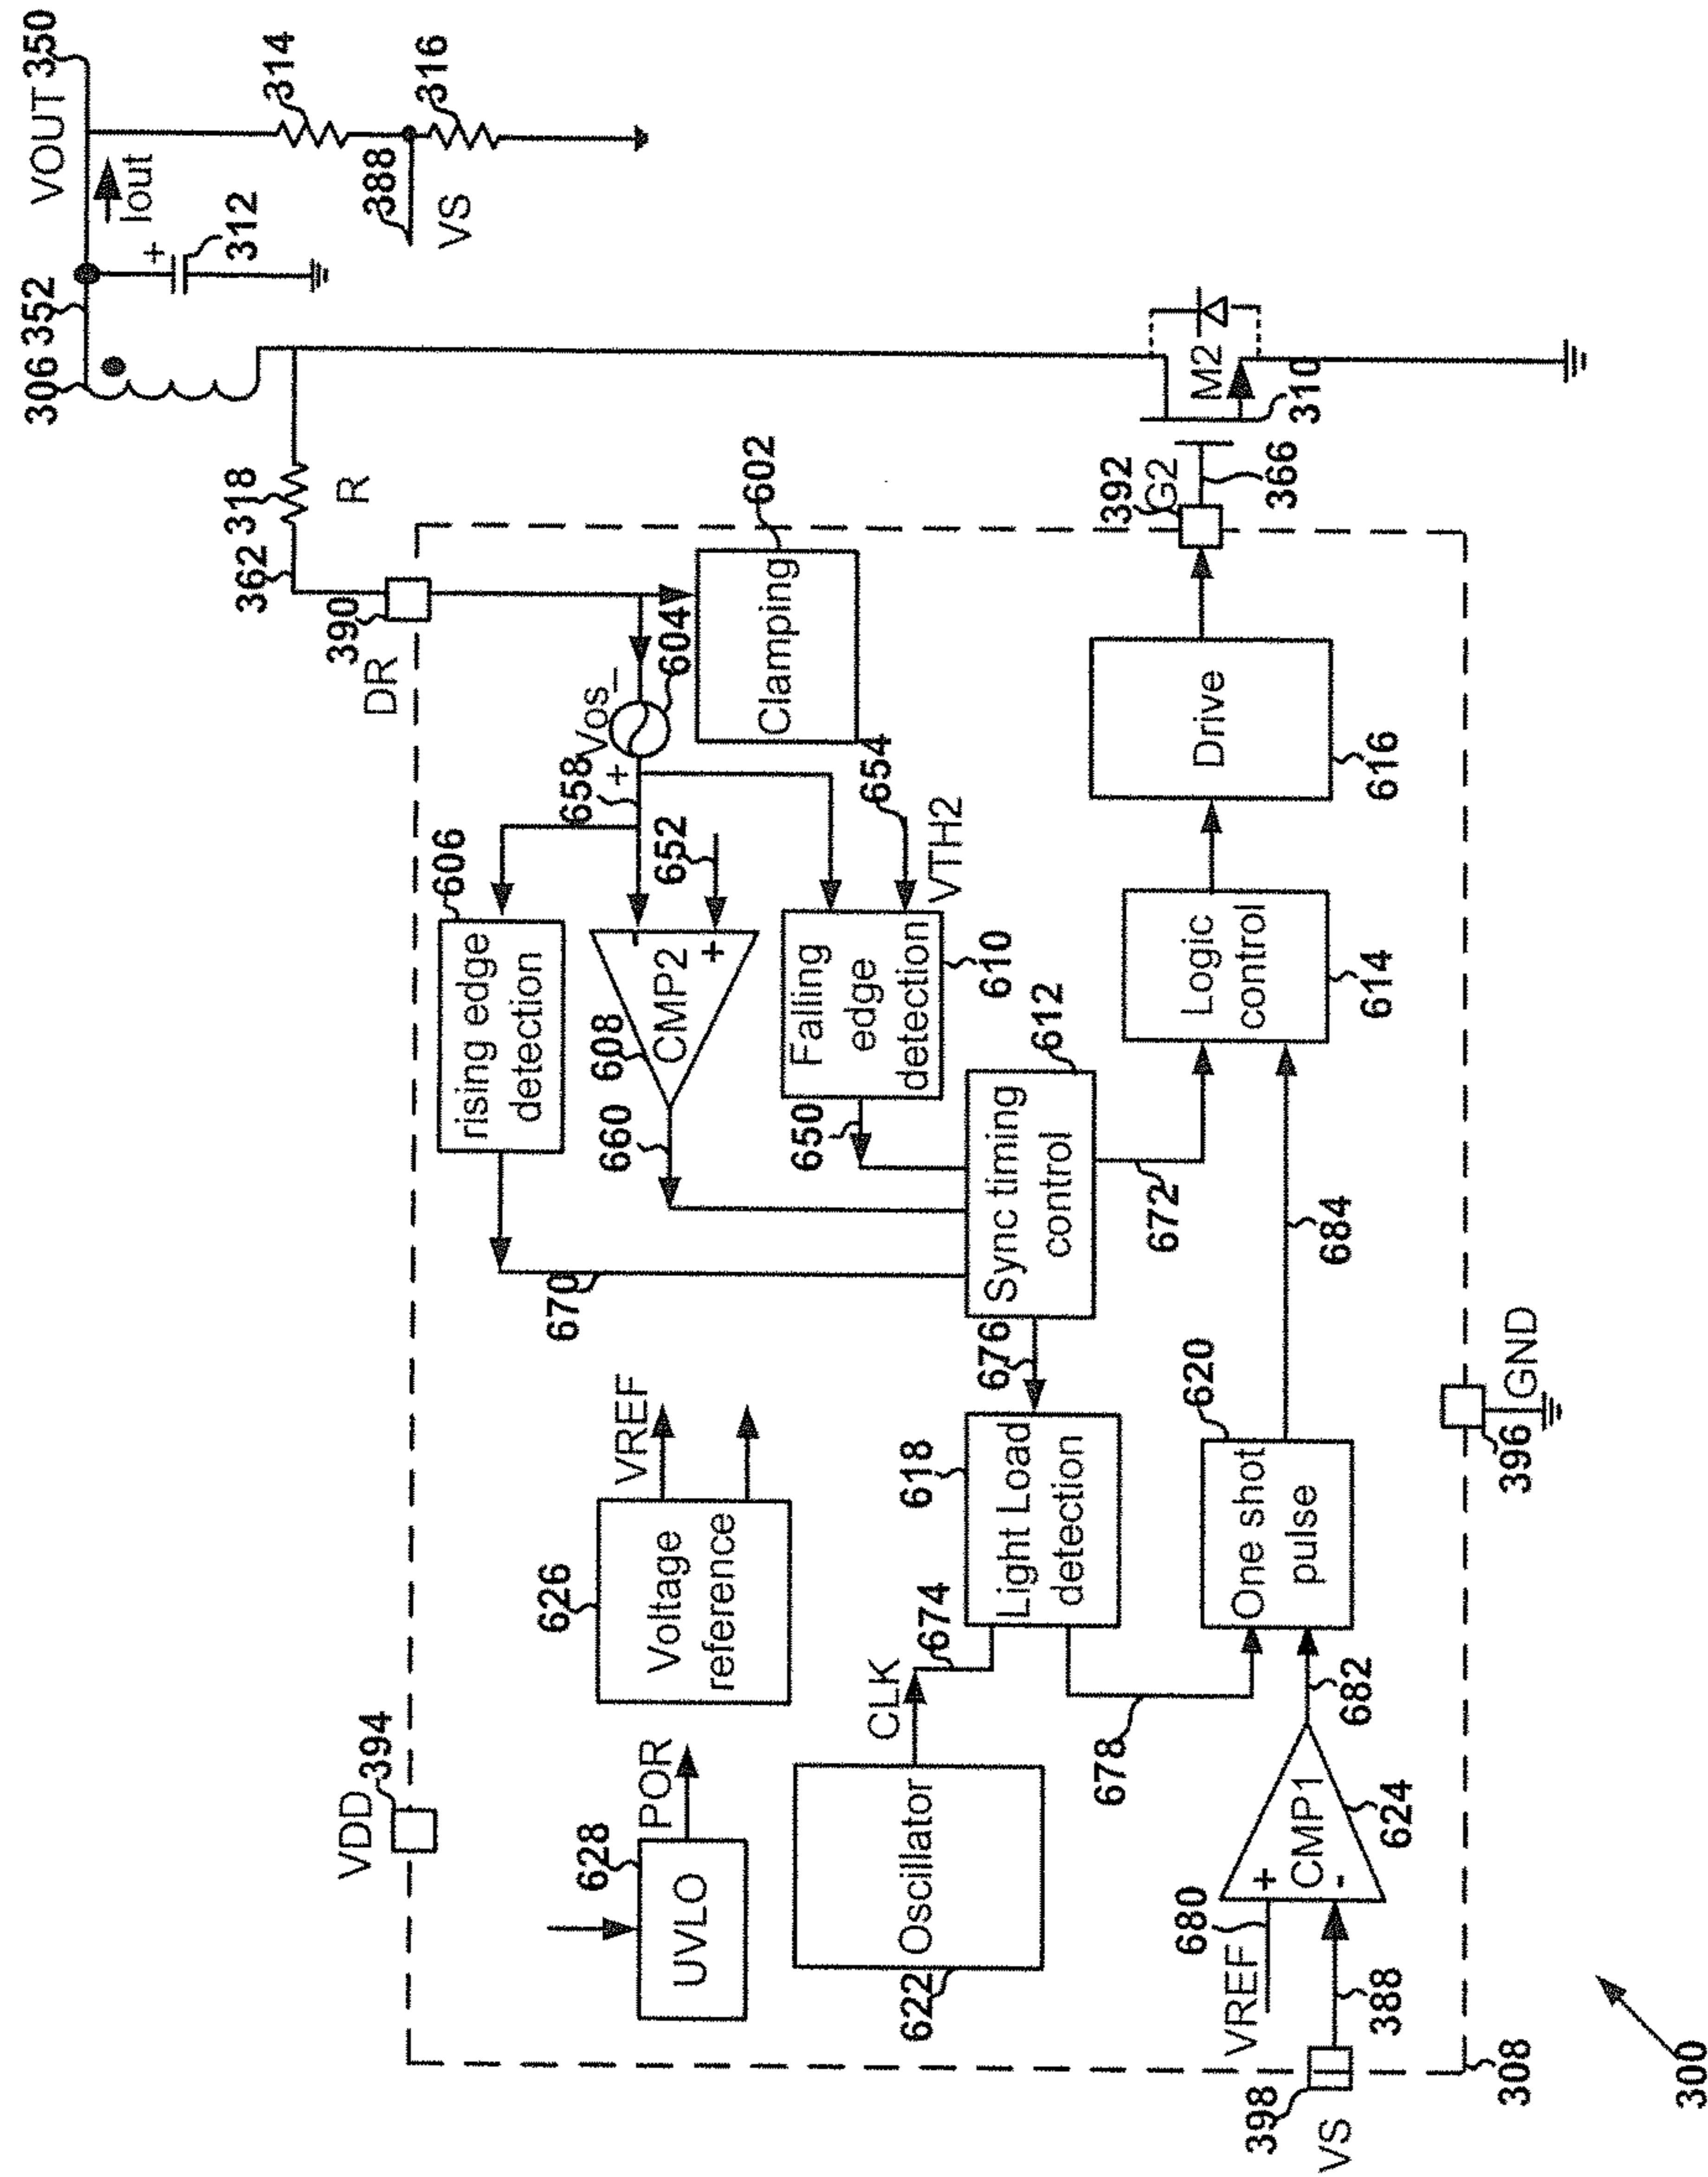 306
352
VOUT
350
+
Iout
312
314
388
VS
316
362
318
R
390
DR
602
Clamping
604
Vos
-
+
658
606
rising edge
detection
652
608
CMP2
-
+
654
VTH2
Falling
edge
detection
610
660
650
670
612
Sync timing
control
672
676
Logic
control
614
Drive
616
392
G2
366
M2
310
VDD
394
626
Voltage
reference
VREF
628
UVLO
POR
Oscillator
622
CLK
674
618
Light Load
detection
678
620
One shot
pulse
684
682
680
VREF
+
-
CMP1
624
398
VS
388
396
GND
308
300